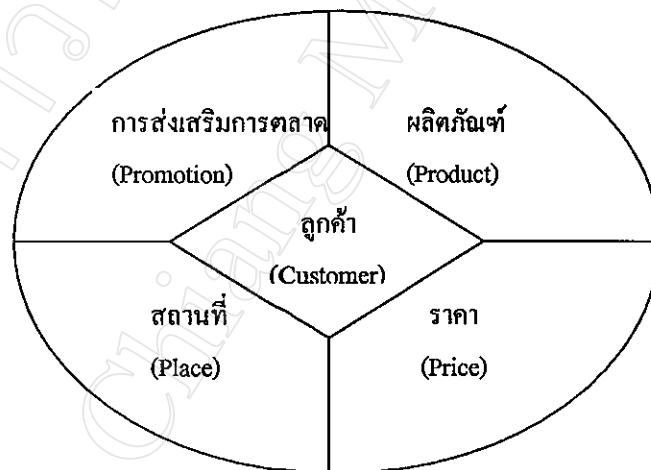 การส่งเสริมการตลาด
(Promotion)
ผลิตภัณฑ์
(Product)
ลูกค้า
(Customer)
สถานที่
(Place)
ราคา
(Price)
Chiang M